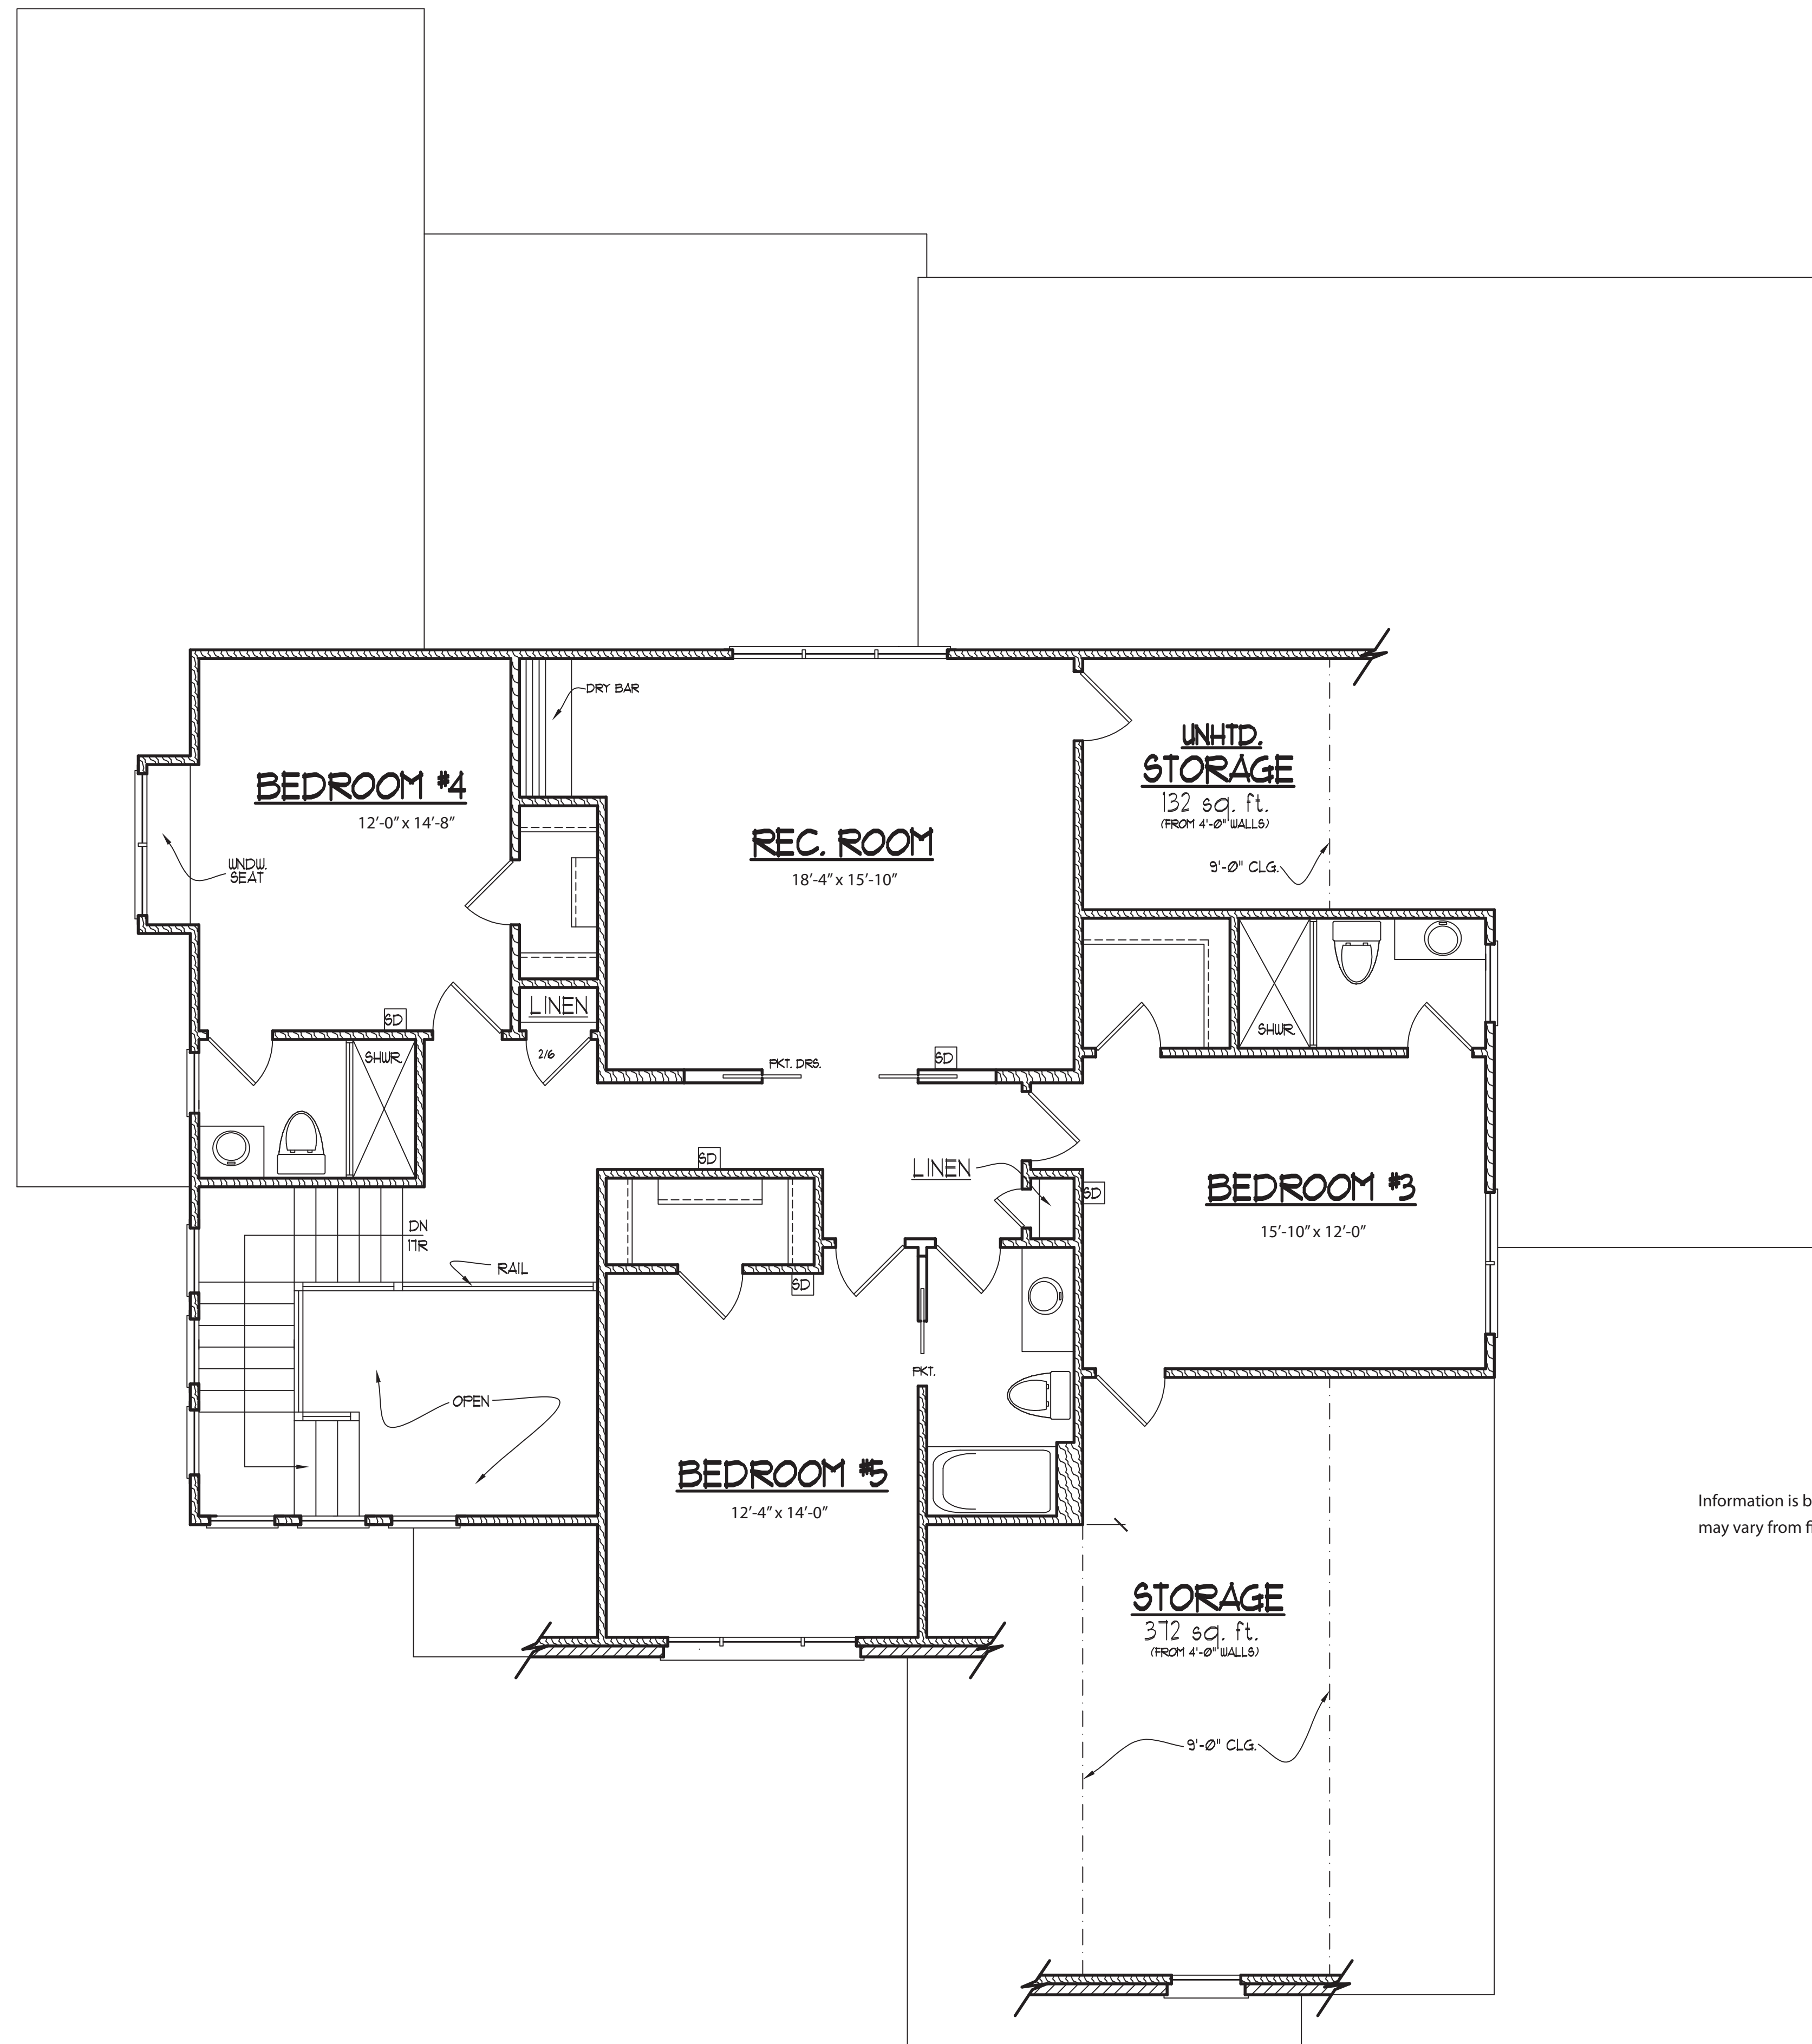 DRY BAR
UNHTD.
STORAGE
132 sq. ft.
(FROM 4'-0" WALLS)
9'-0" CLG.
BEDROOM #4
12'-0" x 14'-8"
WNDW.
SEAT
REC. ROOM
18'-4" x 15'-10"
LINEN
SD
2/6
SHWR.
PKT. DRS.
SD
SHWR.
SD
LINEN
SD
BEDROOM #3
15'-10" x 12'-0"
DN
17R
RAIL
SD
OPEN
PKT.
BEDROOM #5
12'-4" x 14'-0"
Information is b
may vary from fi
STORAGE
372 sq. ft.
(FROM 4'-0" WALLS)
9'-0" CLG.